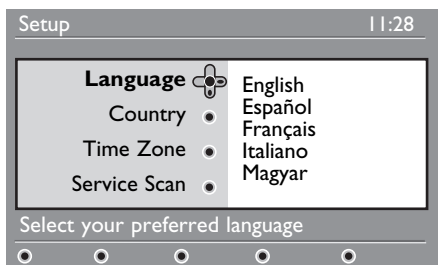 Setup 11:28
Language
Country
Time Zone
Service Scan
English
Español
Français
Italiano
Magyar
Select your preferred language